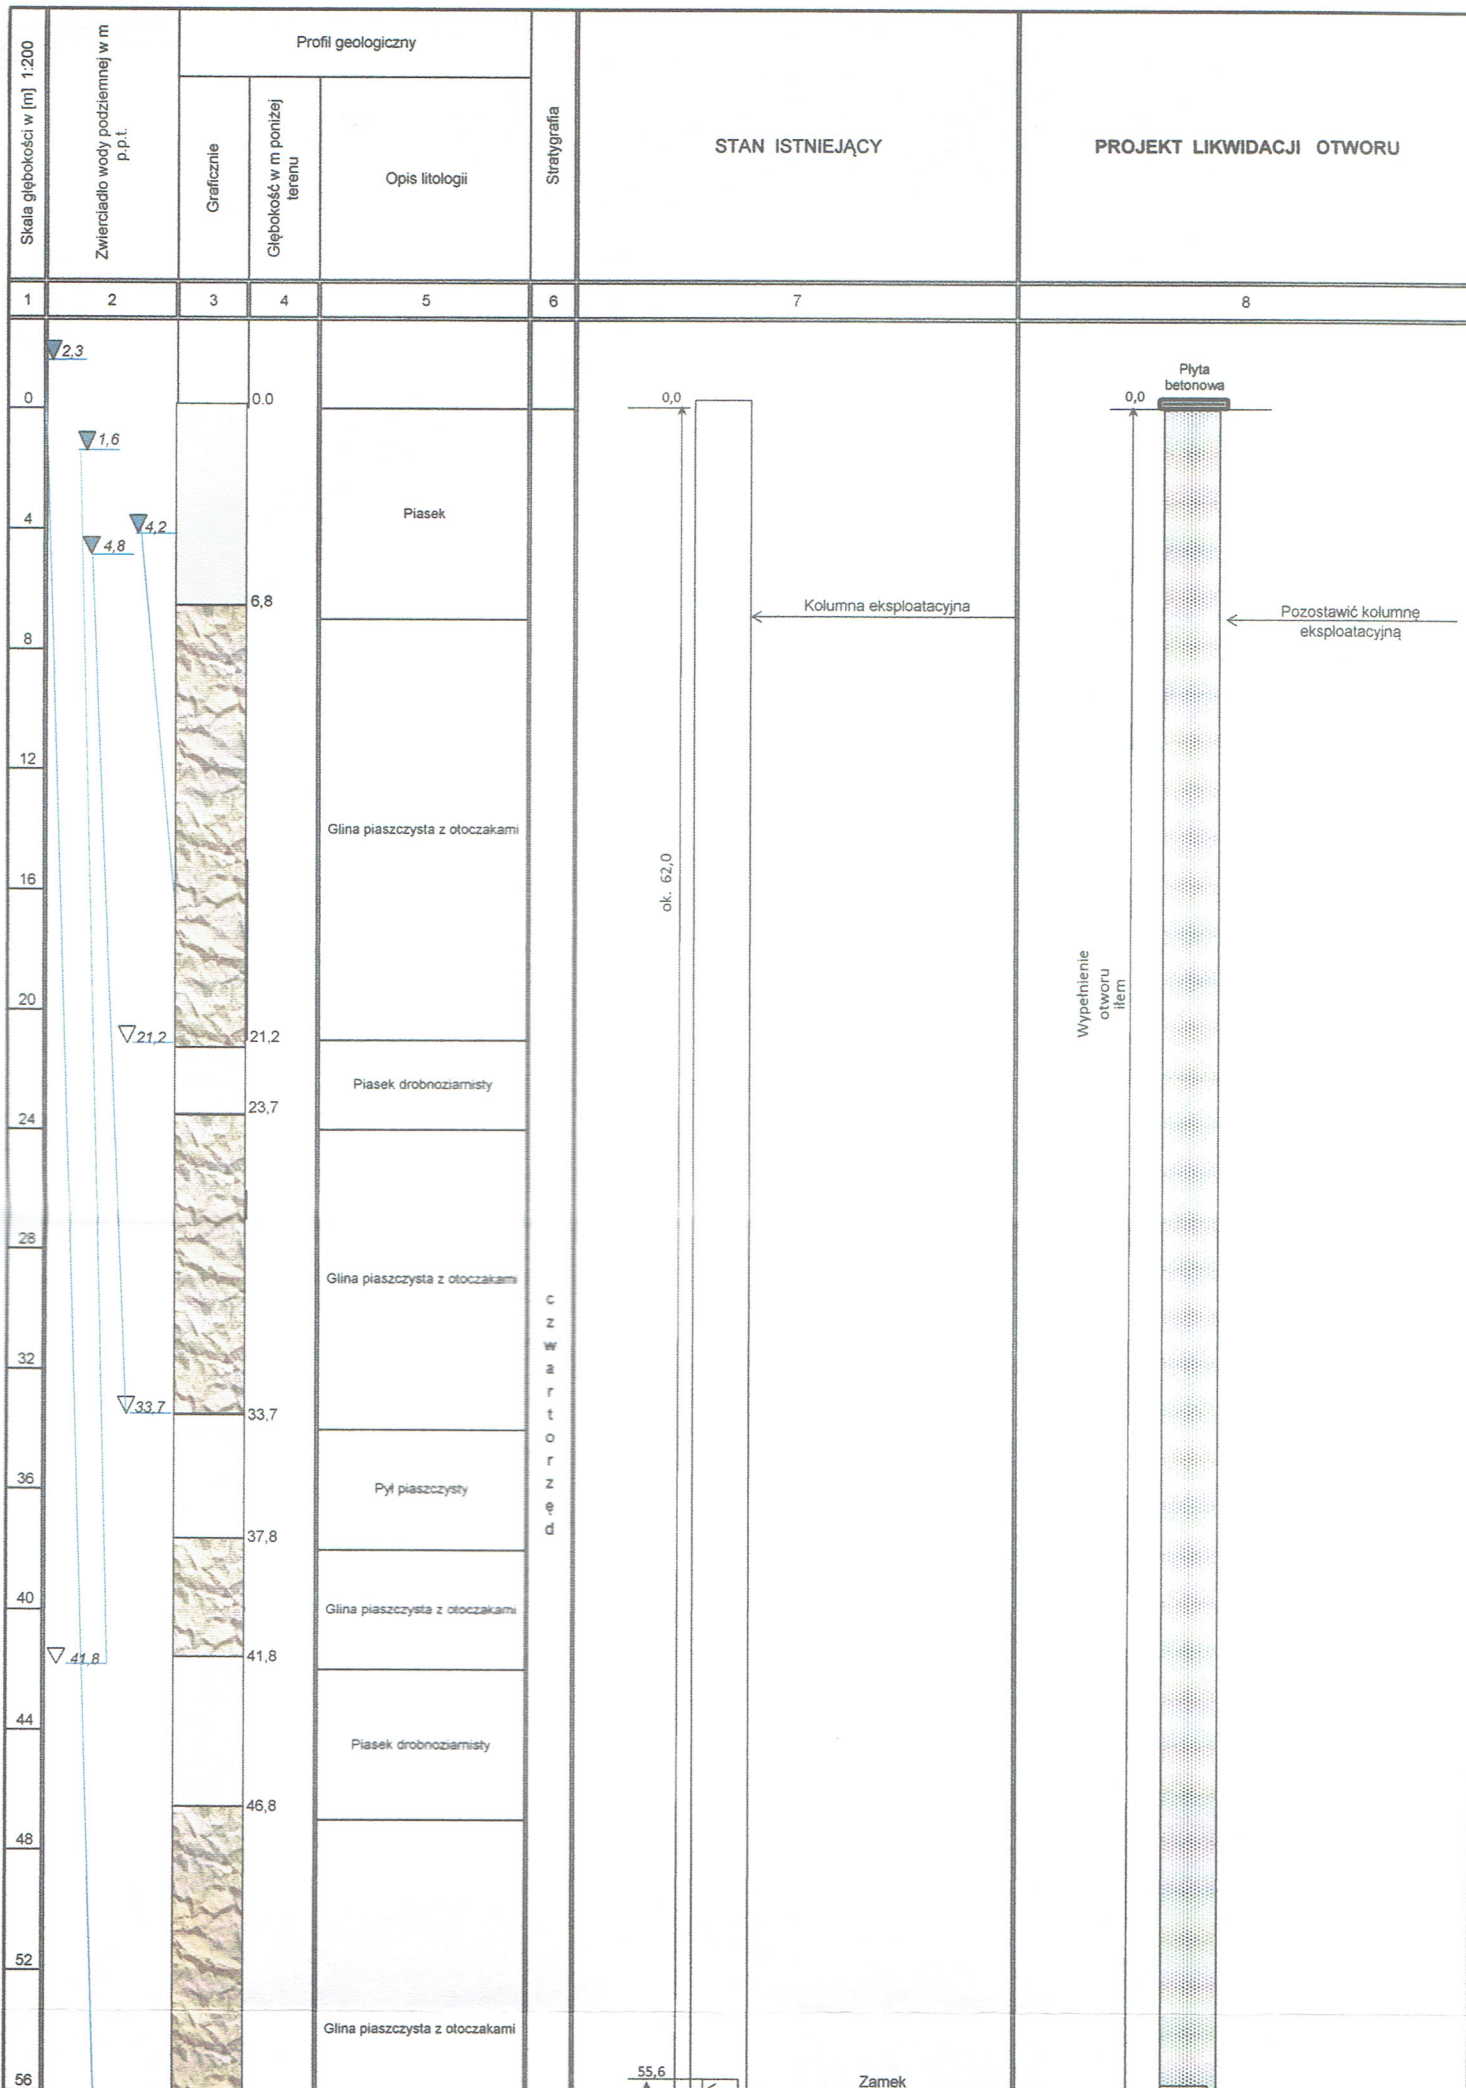 Skala głębokości w [m] 1:200
Zwierciadło wody podziemnej w m
p.p.t.
Profil geologiczny
Graficznie
Głębokość w m poniżej
terenu
Opis litologii
Stratygrafia
STAN ISTNIEJĄCY
PROJEKT LIKWIDACJI OTWORU
1
2
3
4
5
6
7
8
2,3
0
0.0
0,0
Płyta
betonowa
0,0
1,6
4
4,2
4,8
Piasek
6,8
Kolumna eksploatacyjna
Pozostawić kolumnę
eksploatacyjną
8
12
Glina piaszczysta z otoczakami
16
ok. 62,0
20
Wypełnienie
otworu
iłem
21,2
21,2
Piasek drobnoziarnisty
23,7
24
28
Glina piaszczysta z otoczakami
czwartorzęd
32
33,7
33,7
36
Pył piaszczysty
37,8
40
Glina piaszczysta z otoczakami
41,8
41,8
44
Piasek drobnoziarnisty
46,8
48
52
Glina piaszczysta z otoczakami
56
55,6
Zamek